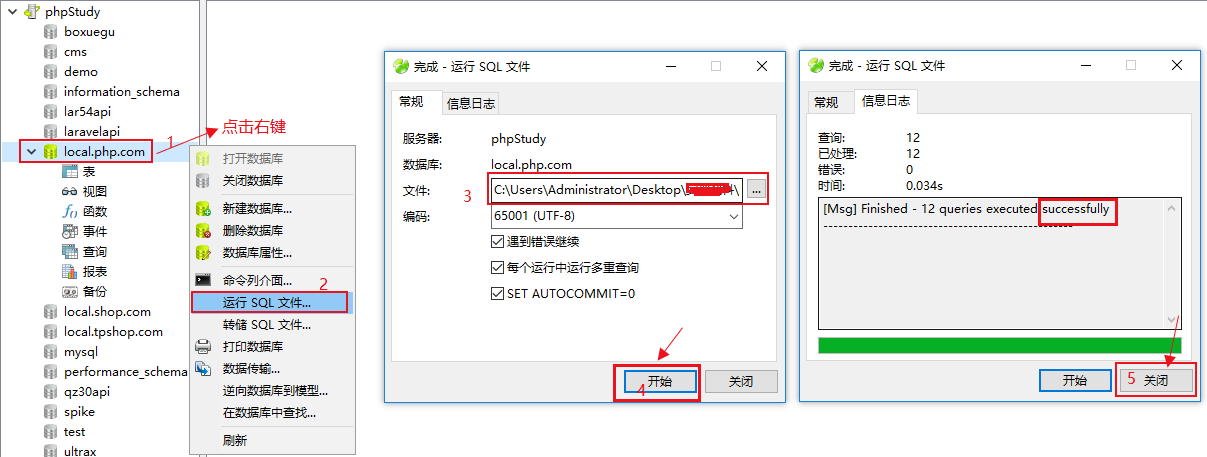 phpStudy
boxuegu
cms
demo
information_schema
lar54api
laravelapi
local.php.com
表
视图
函数
事件
查询
报表
备份
local.shop.com
local.tpshop.com
mysql
performance_schema
qz30api
spike
test
ultrax
1
点击右键
打开数据库
关闭数据库
新建数据库...
删除数据库
数据库属性...
命令列介面...
2
运行 SQL 文件...
转储 SQL 文件...
打印数据库
数据传输...
逆向数据库到模型...
在数据库中查找...
刷新
完成 - 运行 SQL 文件
常规
信息日志
服务器:
phpStudy
数据库:
local.php.com
3
文件:
C:\Users\Administrator\Desktop\
\
...
编码:
65001 (UTF-8)
遇到错误继续
每个运行中运行多重查询
SET AUTOCOMMIT=0
4
开始
关闭
完成 - 运行 SQL 文件
常规
信息日志
查询:
12
已处理:
12
错误:
0
时间:
0.034s
[Msg] Finished - 12 queries executed successfully
--------------------------------------------------
开始
5
关闭